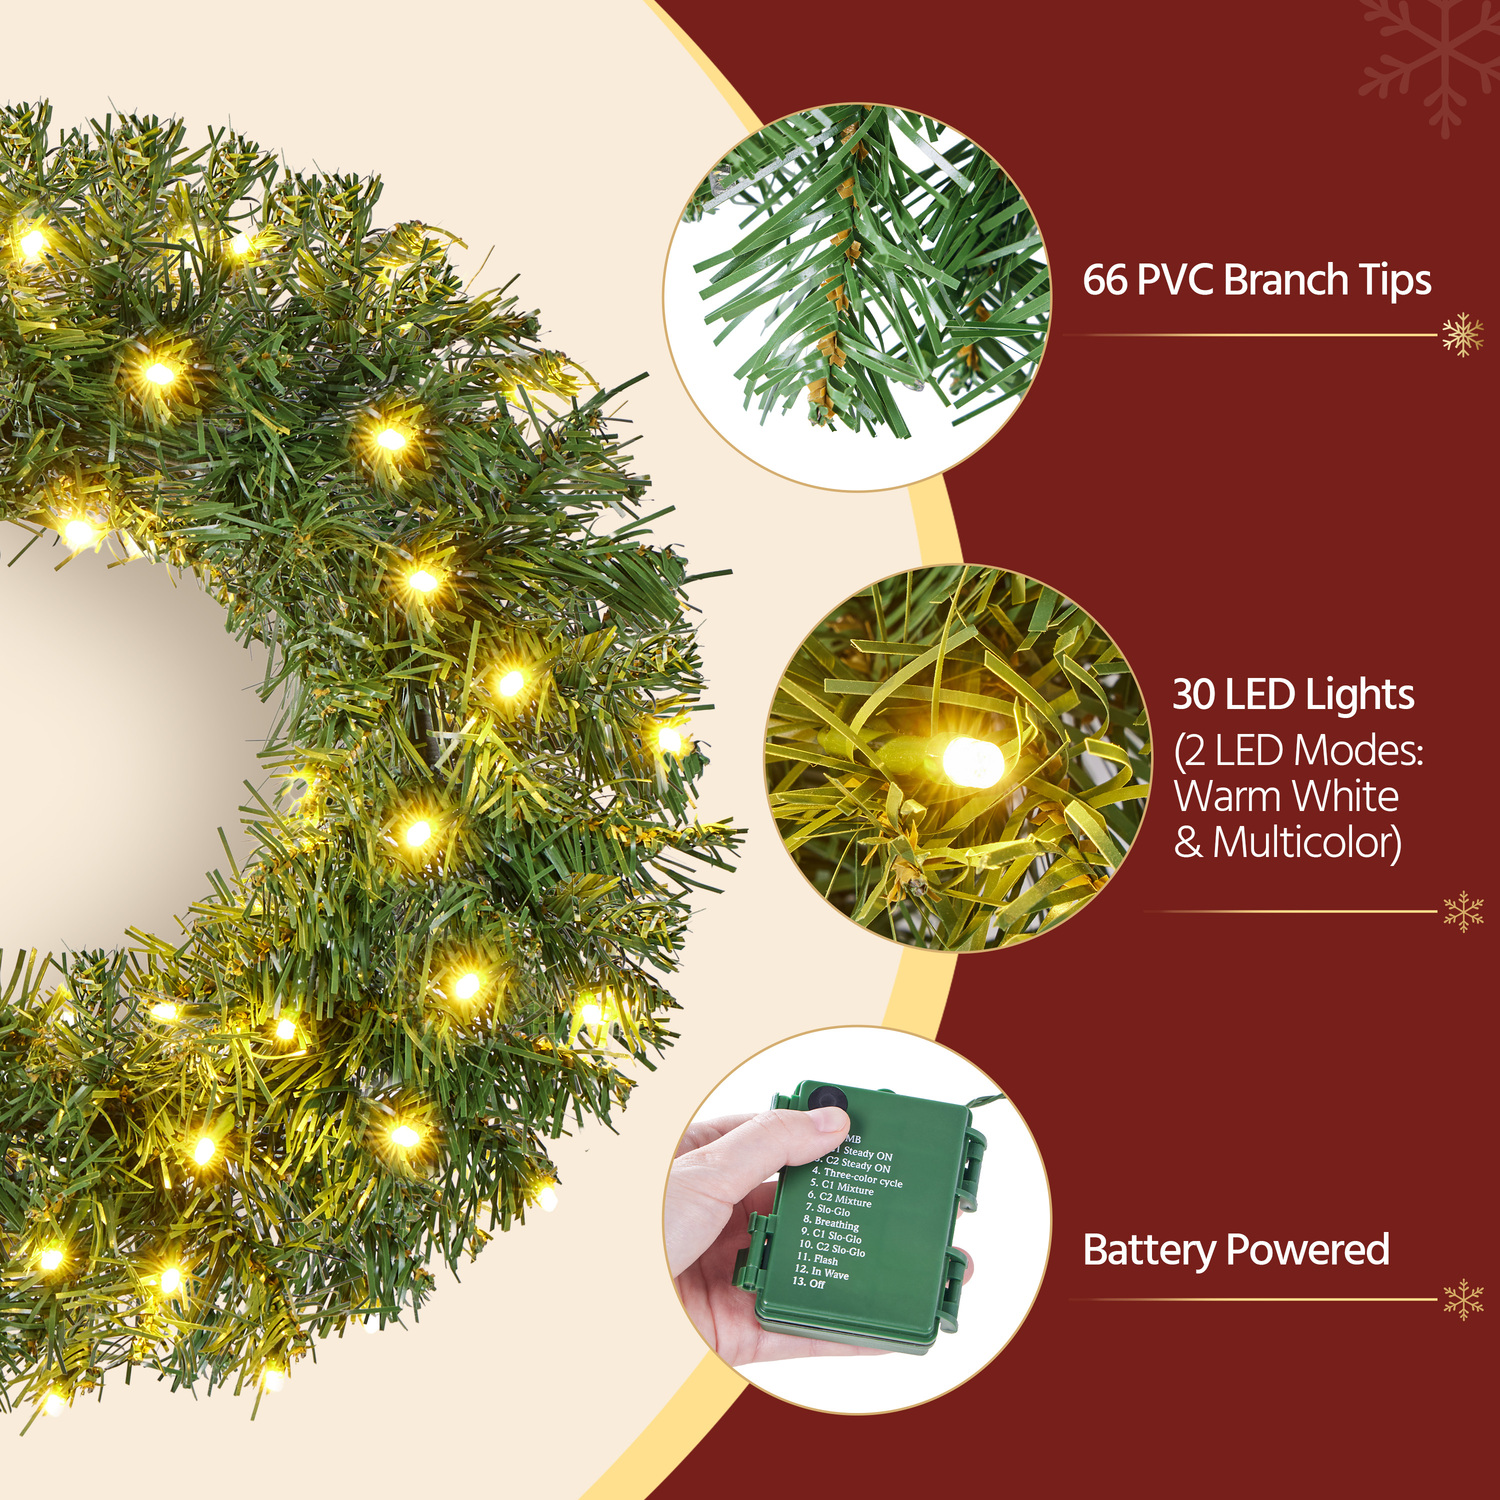 66 PVC Branch Tips
30 LED Lights
(2 LED Modes:
Warm White
& Multicolor)
MB
Steady ON
C2 Steady ON
4. Three-color cycle
5. C1 Mixture
6. C2 Mixture
7. Slo-Glo
8. Breathing
9. C1 Slo-Glo
10. C2 Slo-Glo
11. Flash
12. In Wave
13. Off
Battery Powered